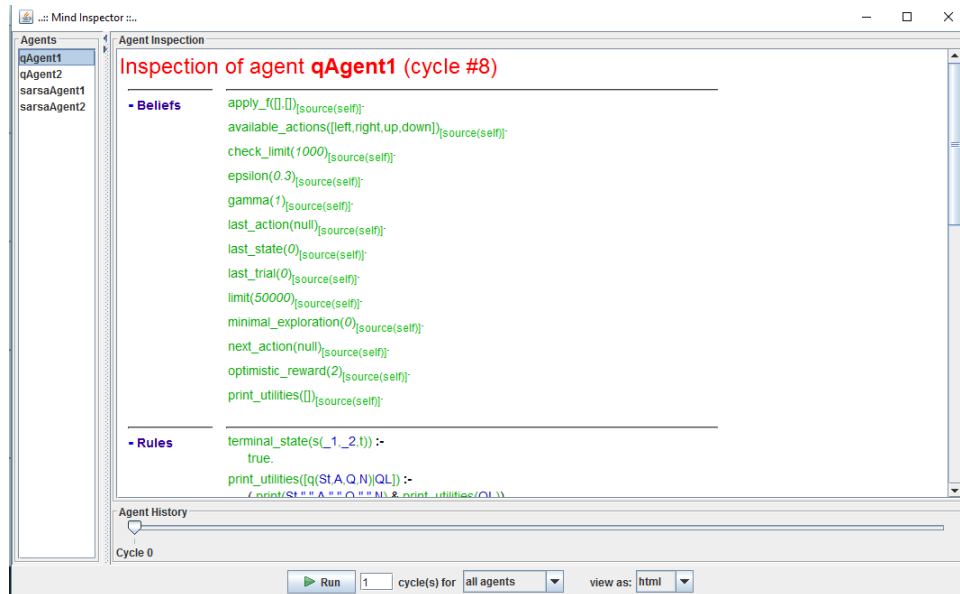 ..:: Mind Inspector ::..
Agents
qAgent1
qAgent2
sarsaAgent1
sarsaAgent2
Agent Inspection
Inspection of agent qAgent1 (cycle #8)
- Beliefs
apply_f([],[])[source(self)].
available_actions([left,right,up,down])[source(self)].
check_limit(1000)[source(self)].
epsilon(0.3)[source(self)].
gamma(1)[source(self)].
last_action(null)[source(self)].
last_state(0)[source(self)].
last_trial(0)[source(self)].
limit(50000)[source(self)].
minimal_exploration(0)[source(self)].
next_action(null)[source(self)].
optimistic_reward(2)[source(self)].
print_utilities([])[source(self)].
- Rules
terminal_state(s(_1,_2,t)) :-
true.
print_utilities([q(St,A,Q,N)|QL]) :-
( print(St," ",A," ",Q," ",N) & print_utilities(QL))
Agent History
Cycle 0
Run 1 cycle(s) for all agents view as: html